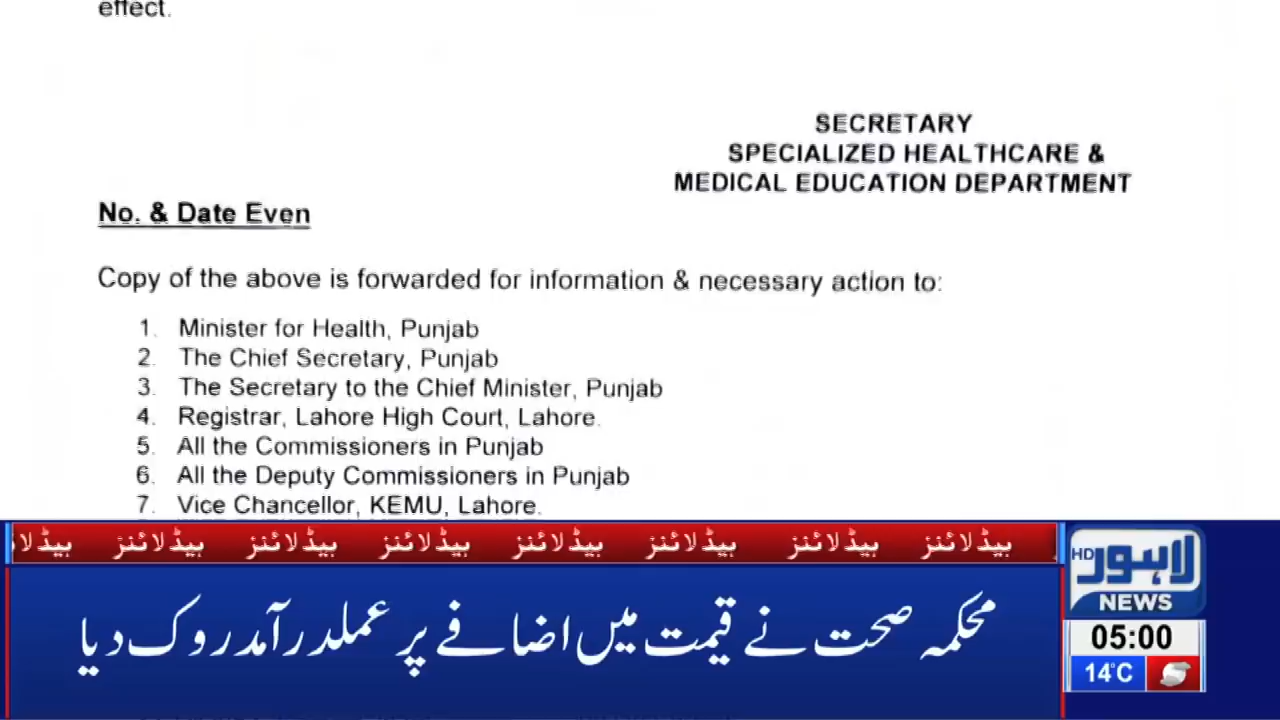 effect.
SECRETARY
SPECIALIZED HEALTHCARE &
MEDICAL EDUCATION DEPARTMENT
No. & Date Even
Copy of the above is forwarded for information & necessary action to:
1. Minister for Health, Punjab
2. The Chief Secretary, Punjab
3. The Secretary to the Chief Minister, Punjab
4. Registrar, Lahore High Court, Lahore.
5. All the Commissioners in Punjab
6. All the Deputy Commissioners in Punjab
7. Vice Chancellor, KEMU, Lahore.
ہیڈلائنز ہیڈلائنز ہیڈلائنز ہیڈلائنز ہیڈلائنز ہیڈلائنز ہیڈلائنز
محکمہ صحت نے قیمت میں اضافے پر عملدرآمد روک دیا
HD لاہور
NEWS
05:00
14°C